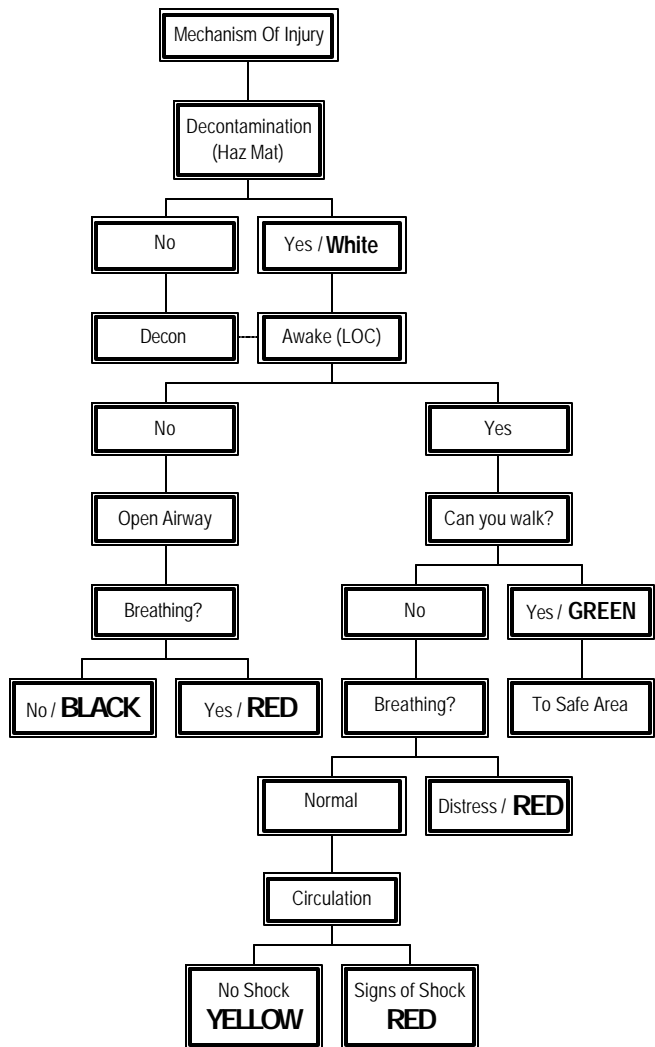 Mechanism Of Injury
Decontamination
(Haz Mat)
No
Yes / White
Decon
Awake (LOC)
No
Yes
Open Airway
Can you walk?
Breathing?
No
Yes / GREEN
No / BLACK
Yes / RED
Breathing?
To Safe Area
Normal
Distress / RED
Circulation
No Shock
YELLOW
Signs of Shock
RED